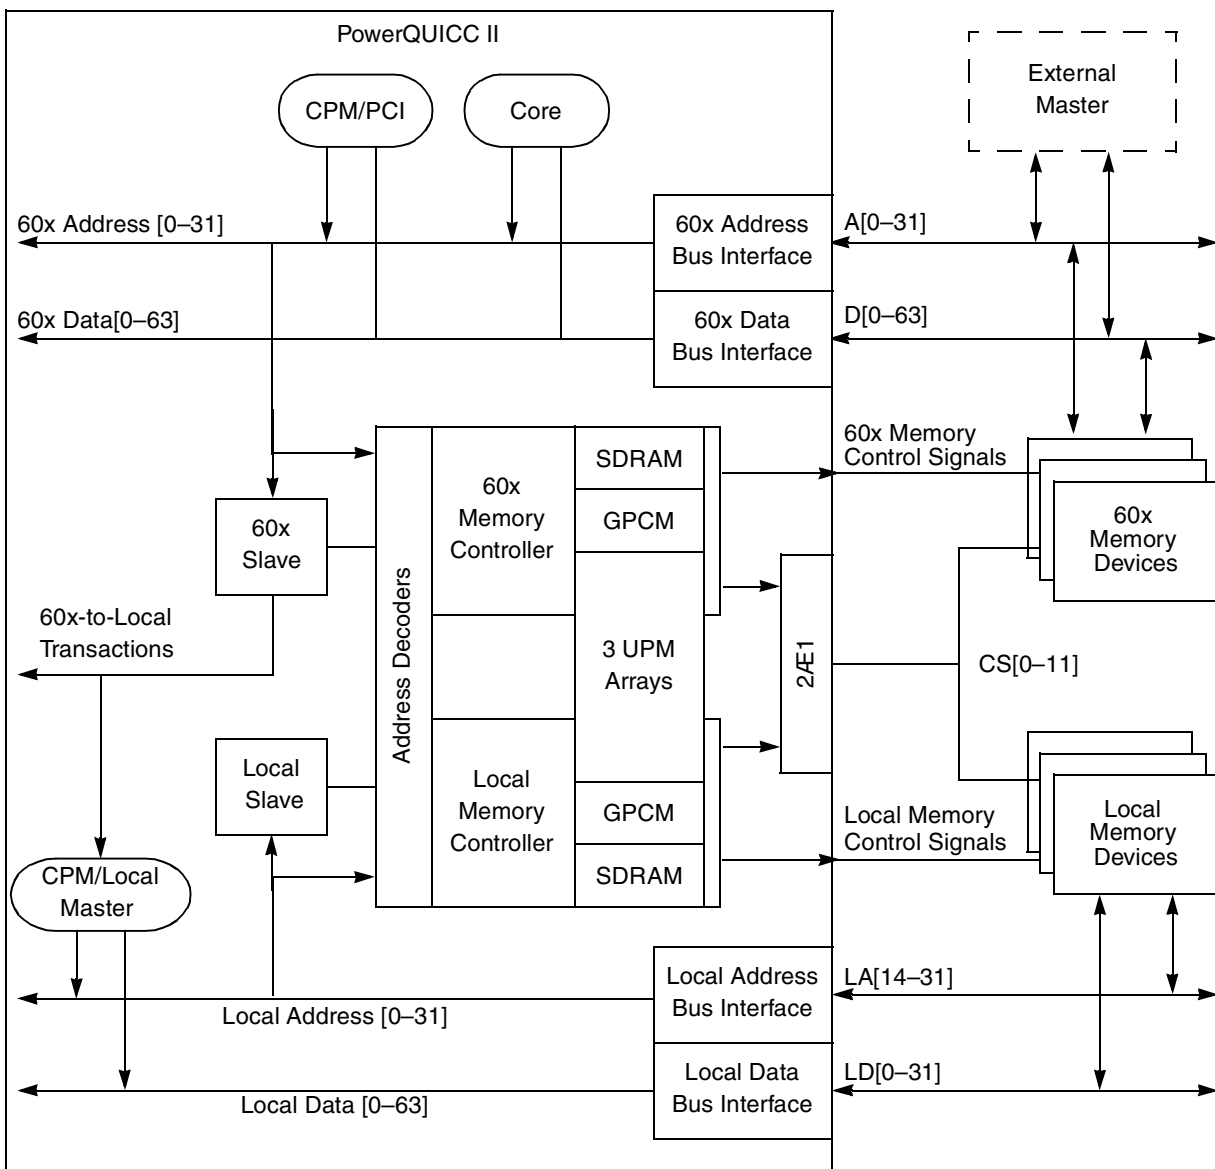 PowerQUICC II
External
Master
CPM/PCI
Core
60x Address [0–31]
60x Address
Bus Interface
A[0–31]
60x Data[0–63]
60x Data
Bus Interface
D[0–63]
60x Memory
Control Signals
SDRAM
GPCM
60x
Memory
Controller
60x
Slave
60x
Memory
Devices
60x-to-Local
Transactions
Address Decoders
3 UPM
Arrays
2Æ1
CS[0–11]
Local
Slave
Local
Memory
Controller
GPCM
SDRAM
Local Memory
Control Signals
Local
Memory
Devices
CPM/Local
Master
Local Address
Bus Interface
LA[14–31]
Local Address [0–31]
Local Data
Bus Interface
LD[0–31]
Local Data [0–63]